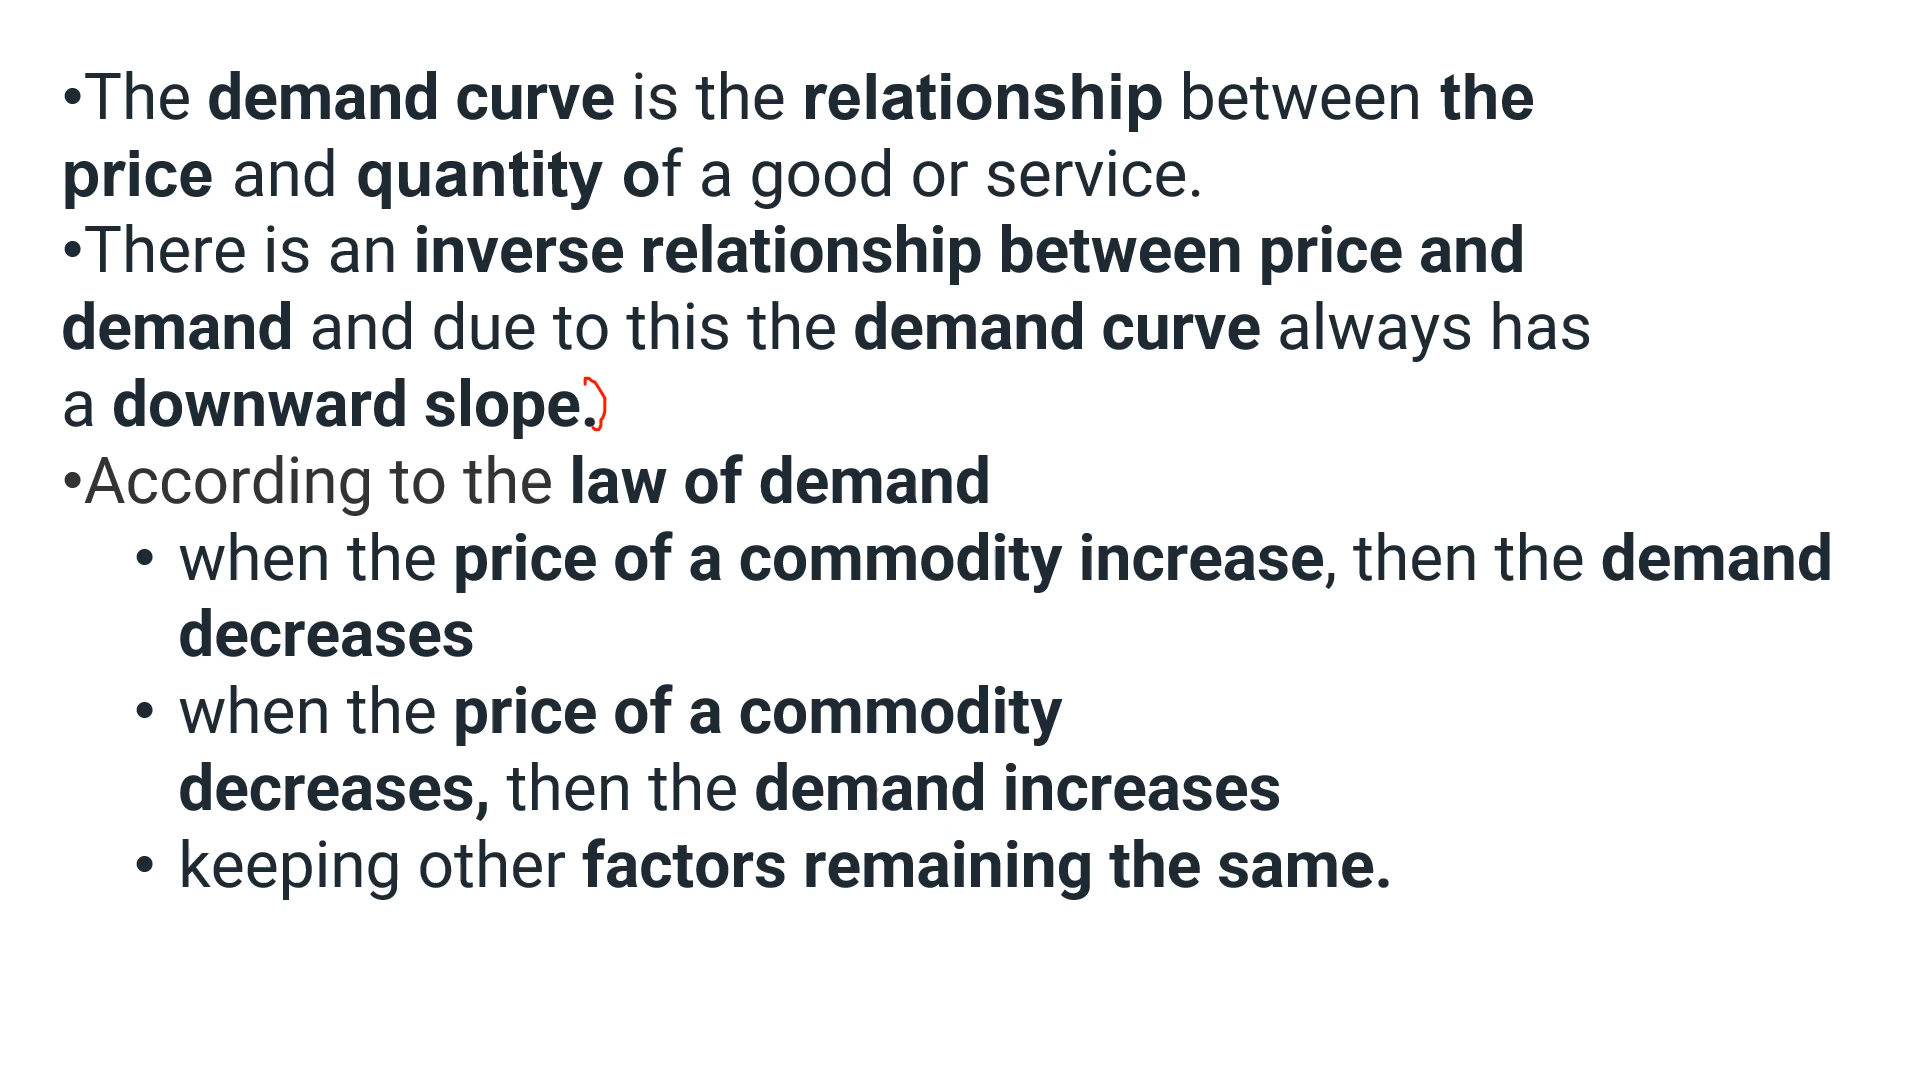 •The demand curve is the relationship between the
price and quantity of a good or service.
•There is an inverse relationship between price and
demand and due to this the demand curve always has
a downward slope.
•According to the law of demand
• when the price of a commodity increase, then the demand
decreases
• when the price of a commodity
decreases, then the demand increases
• keeping other factors remaining the same.